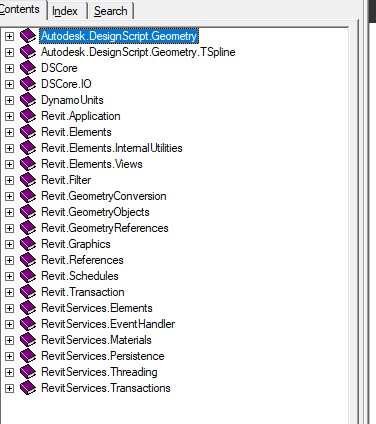 Contents Index Search
Autodesk.DesignScript.Geometry
Autodesk.DesignScript.Geometry.TSpline
DSCore
DSCore.IO
DynamoUnits
Revit.Application
Revit.Elements
Revit.Elements.InternalUtilities
Revit.Elements.Views
Revit.Filter
Revit.GeometryConversion
Revit.GeometryObjects
Revit.GeometryReferences
Revit.Graphics
Revit.References
Revit.Schedules
Revit.Transaction
RevitServices.Elements
RevitServices.EventHandler
RevitServices.Materials
RevitServices.Persistence
RevitServices.Threading
RevitServices.Transactions